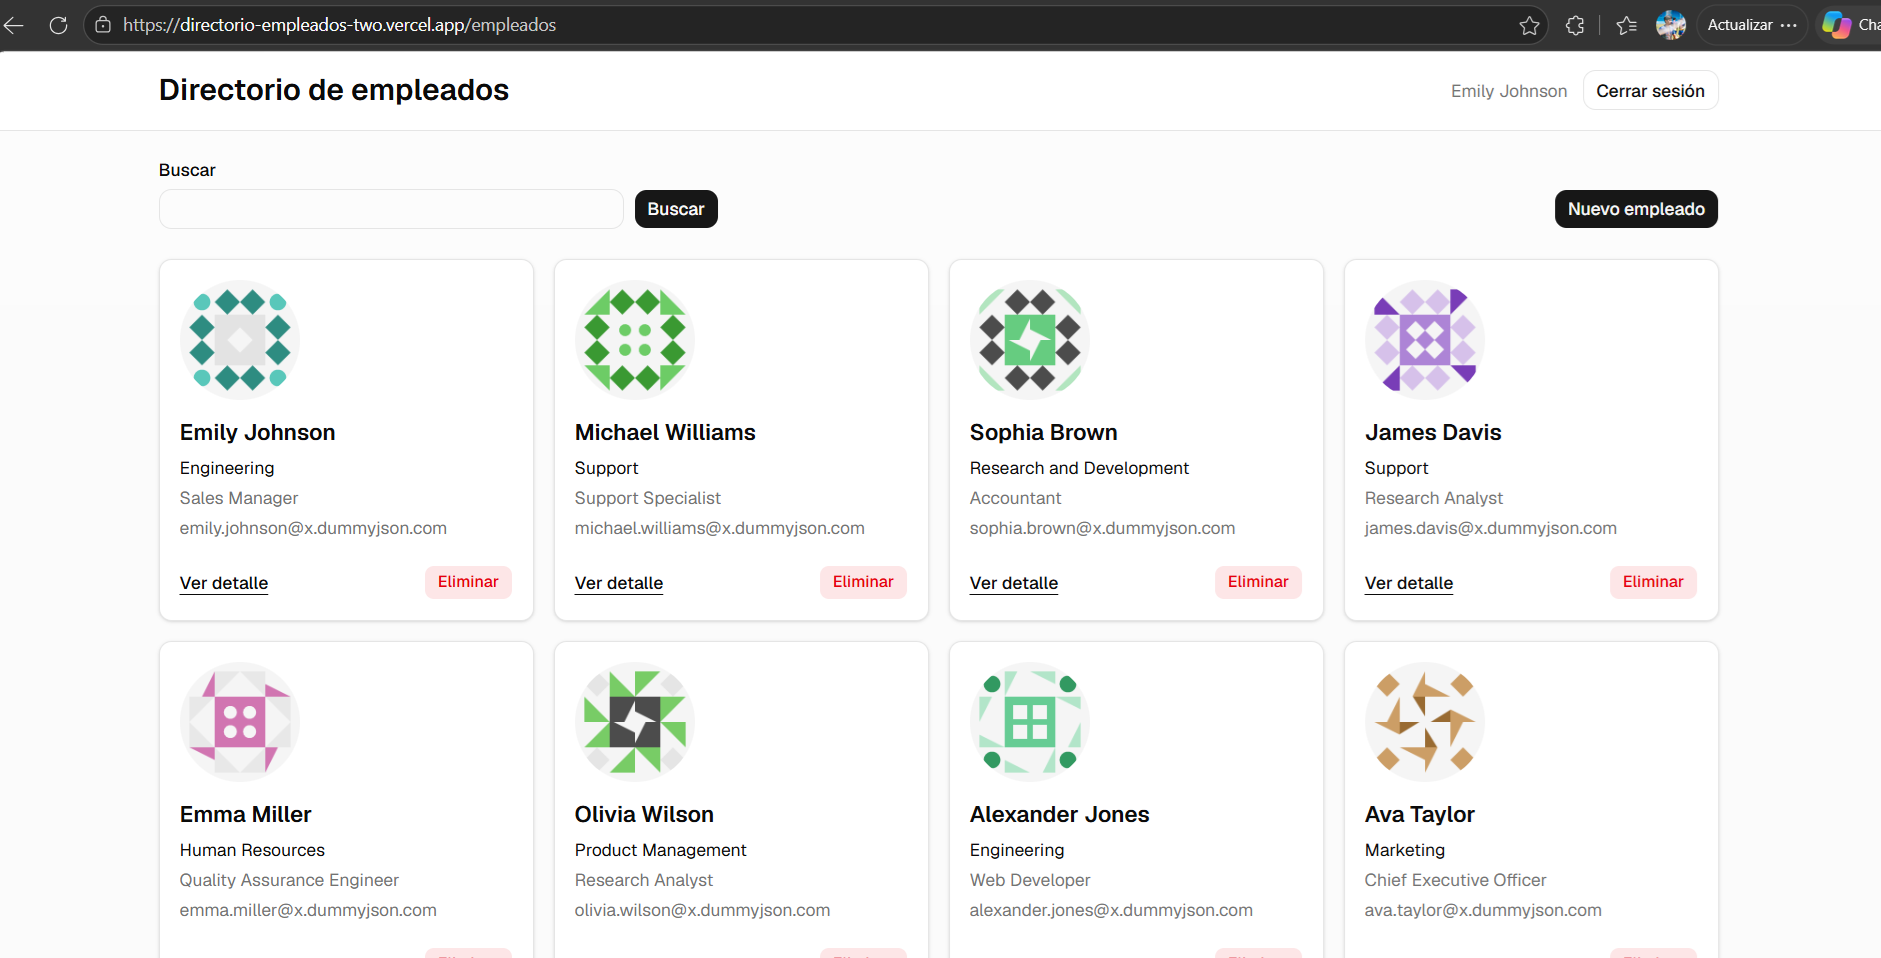 https://directorio-empleados-two.vercel.app/empleados
Actualizar
Directorio de empleados
Emily Johnson
Cerrar sesión
Buscar
Buscar
Nuevo empleado
Emily Johnson
Engineering
Sales Manager
emily.johnson@x.dummyjson.com
Ver detalle
Eliminar
Michael Williams
Support
Support Specialist
michael.williams@x.dummyjson.com
Ver detalle
Eliminar
Sophia Brown
Research and Development
Accountant
sophia.brown@x.dummyjson.com
Ver detalle
Eliminar
James Davis
Support
Research Analyst
james.davis@x.dummyjson.com
Ver detalle
Eliminar
Emma Miller
Human Resources
Quality Assurance Engineer
emma.miller@x.dummyjson.com
Olivia Wilson
Product Management
Research Analyst
olivia.wilson@x.dummyjson.com
Alexander Jones
Engineering
Web Developer
alexander.jones@x.dummyjson.com
Ava Taylor
Marketing
Chief Executive Officer
ava.taylor@x.dummyjson.com